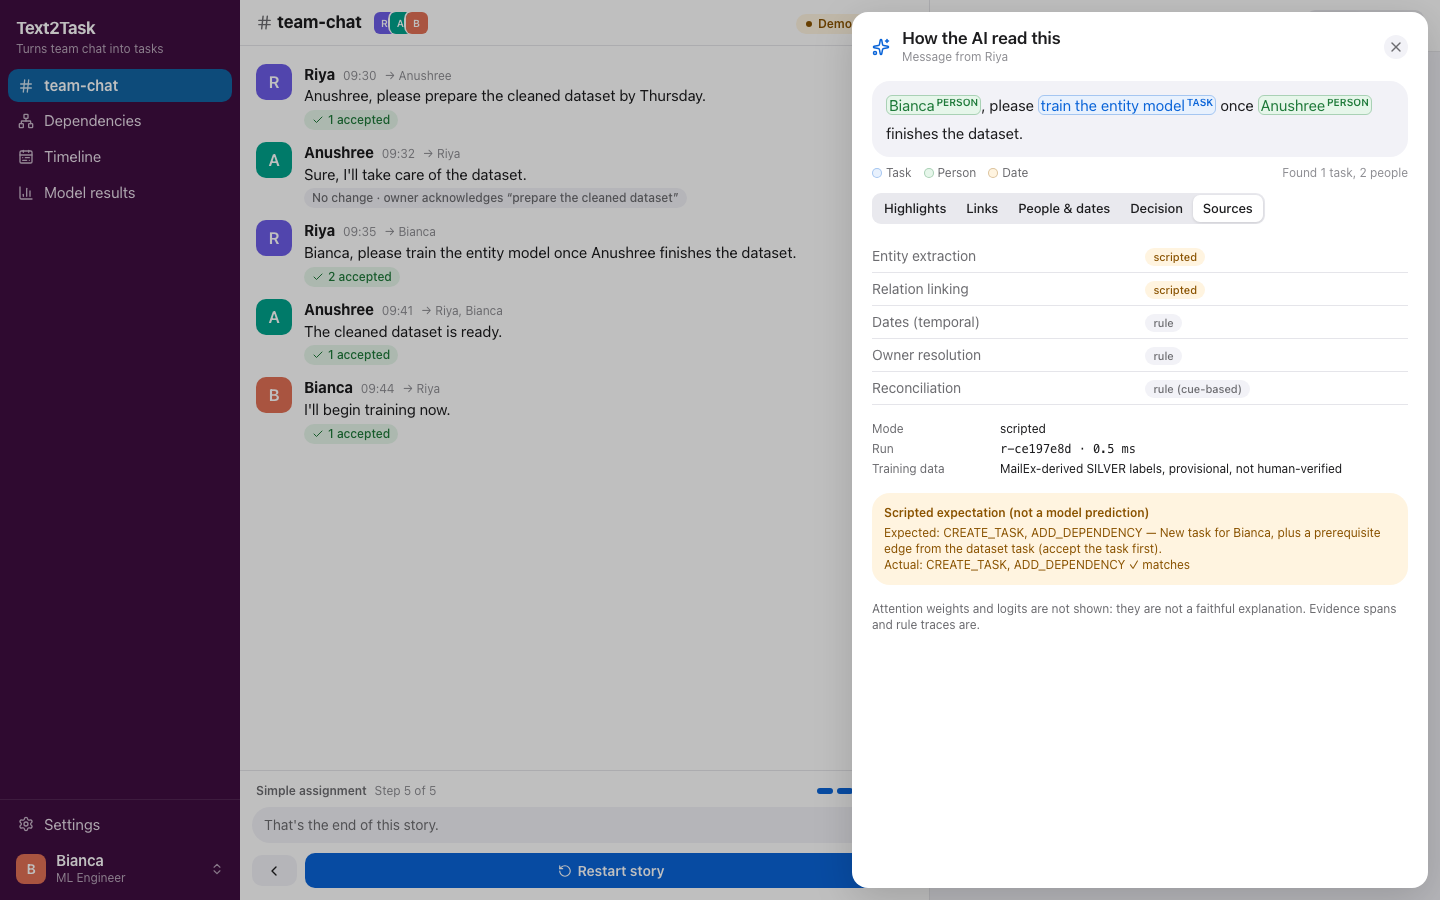 Text2Task
Turns team chat into tasks
# team-chat
Dependencies
Timeline
Model results
Settings
B
Bianca
ML Engineer
# team-chat
R A B
Demo
R
Riya 09:30 → Anushree
Anushree, please prepare the cleaned dataset by Thursday.
✓ 1 accepted
A
Anushree 09:32 → Riya
Sure, I'll take care of the dataset.
No change · owner acknowledges “prepare the cleaned dataset”
R
Riya 09:35 → Bianca
Bianca, please train the entity model once Anushree finishes the dataset.
✓ 2 accepted
A
Anushree 09:41 → Riya, Bianca
The cleaned dataset is ready.
✓ 1 accepted
B
Bianca 09:44 → Riya
I'll begin training now.
✓ 1 accepted
Simple assignment Step 5 of 5
That's the end of this story.
Restart story
How the AI read this
Message from Riya
Bianca PERSON, please train the entity model TASK once Anushree PERSON
finishes the dataset.
Task Person Date
Found 1 task, 2 people
Highlights Links People & dates Decision Sources
Entity extraction scripted
Relation linking scripted
Dates (temporal) rule
Owner resolution rule
Reconciliation rule (cue-based)
Mode scripted
Run r-ce197e8d · 0.5 ms
Training data MailEx-derived SILVER labels, provisional, not human-verified
Scripted expectation (not a model prediction)
Expected: CREATE_TASK, ADD_DEPENDENCY — New task for Bianca, plus a prerequisite
edge from the dataset task (accept the task first).
Actual: CREATE_TASK, ADD_DEPENDENCY ✓ matches
Attention weights and logits are not shown: they are not a faithful explanation. Evidence spans
and rule traces are.